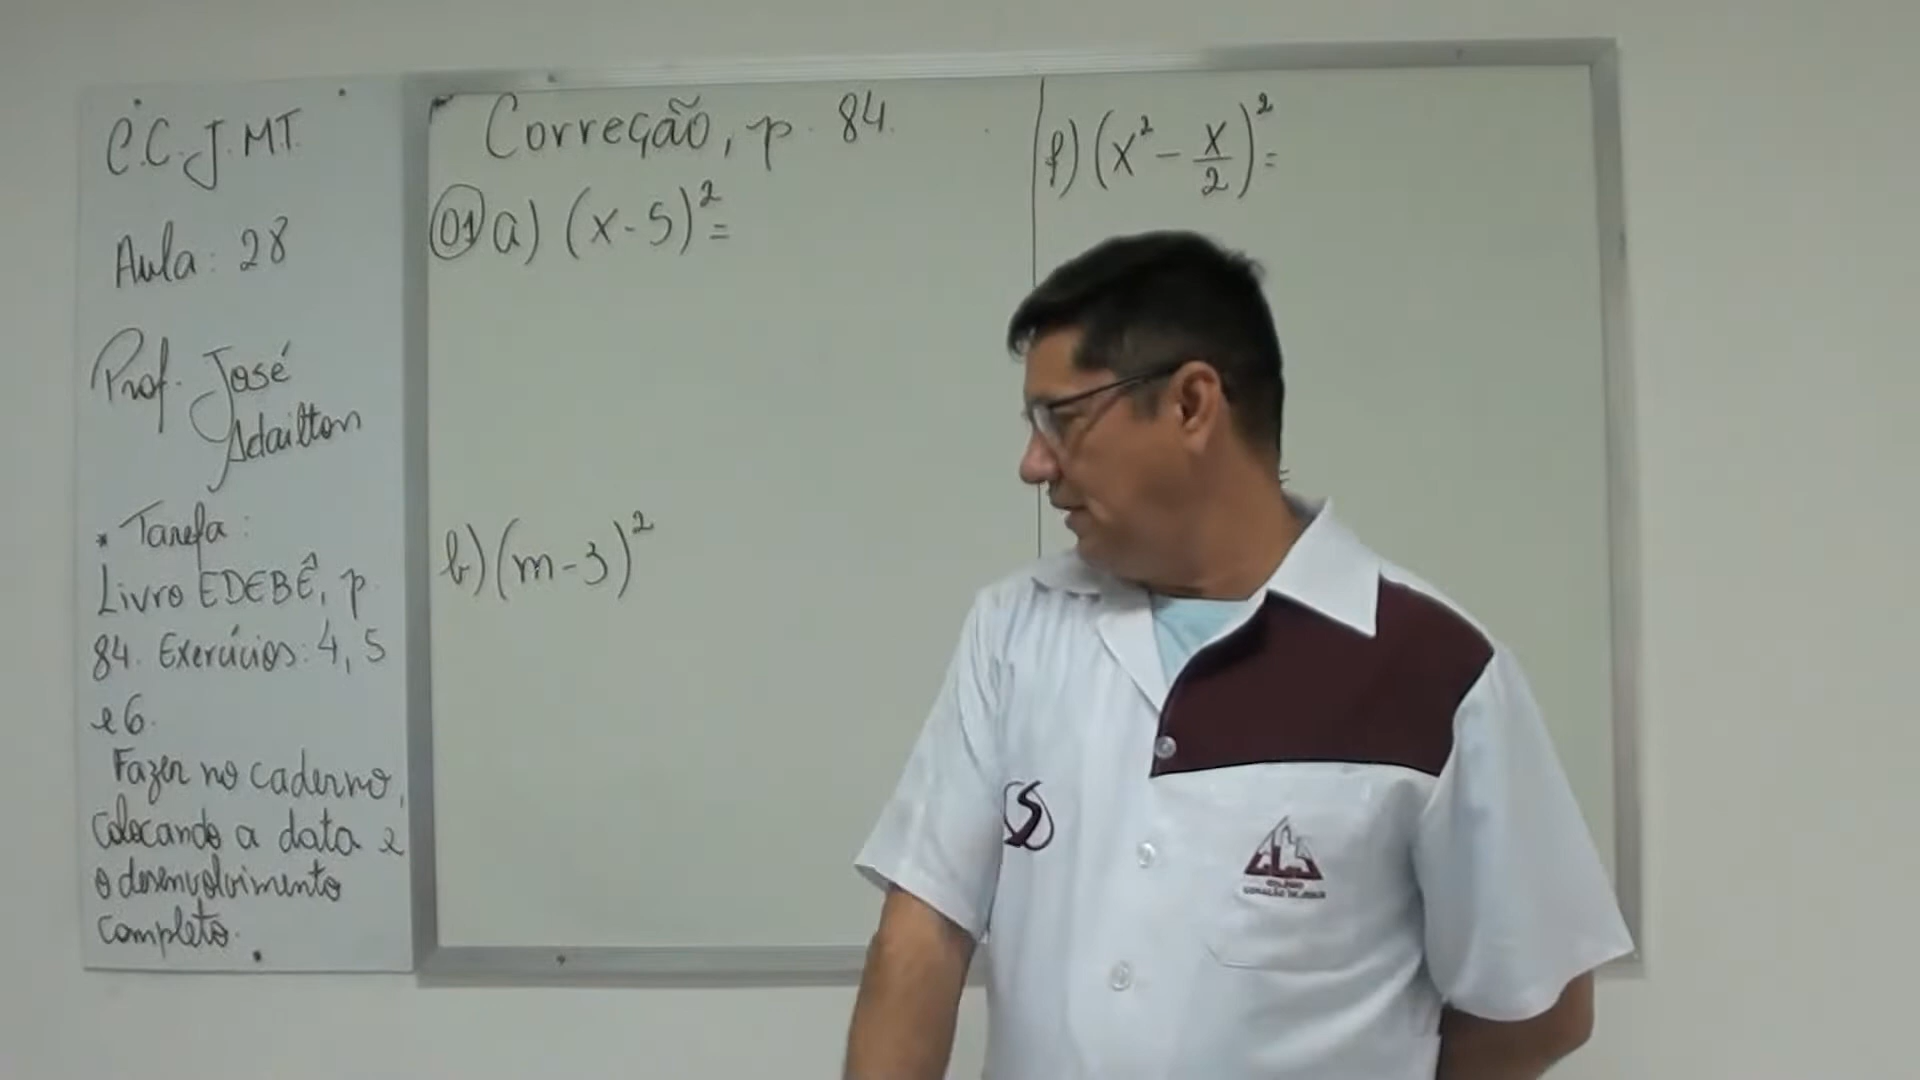 C.C.J.MT.
Aula: 28
Prof. José
Adailton
* Tarefa:
Livro EDEBÊ, p
84. Exercícios: 4, 5
e 6.
Fazer no caderno,
colocando a data e
o desenvolvimento
completo.
Correção, p. 84.
01 a) (x-5)²=
b) (m-3)²
f) (x² - x/2)²=